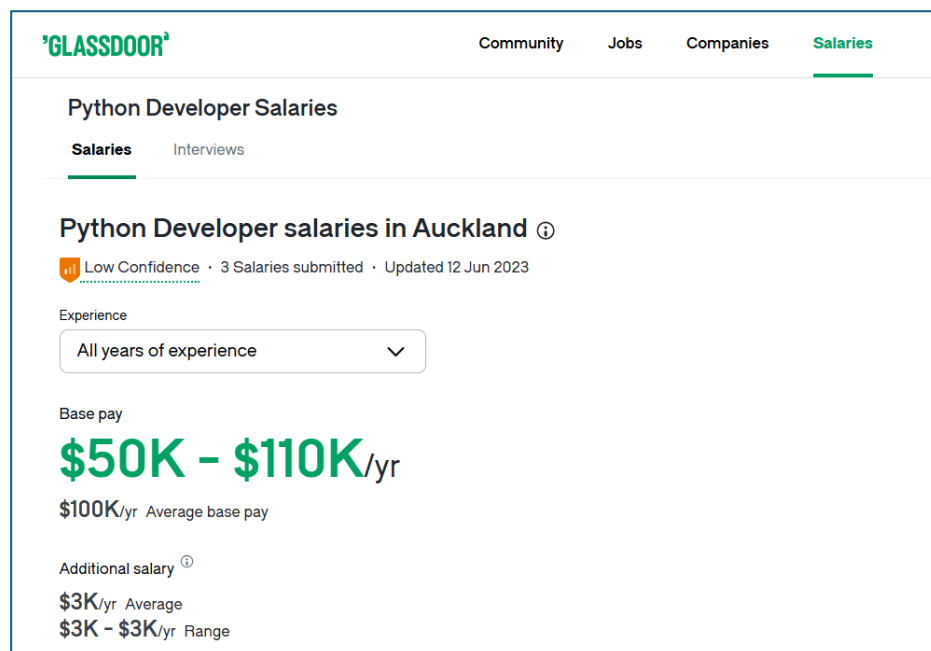 GLASSDOOR
Community Jobs Companies Salaries
Python Developer Salaries
Salaries Interviews
Python Developer salaries in Auckland
Low Confidence · 3 Salaries submitted · Updated 12 Jun 2023
Experience
All years of experience
Base pay
$50K - $110K/yr
$100K/yr Average base pay
Additional salary
$3K/yr Average
$3K - $3K/yr Range